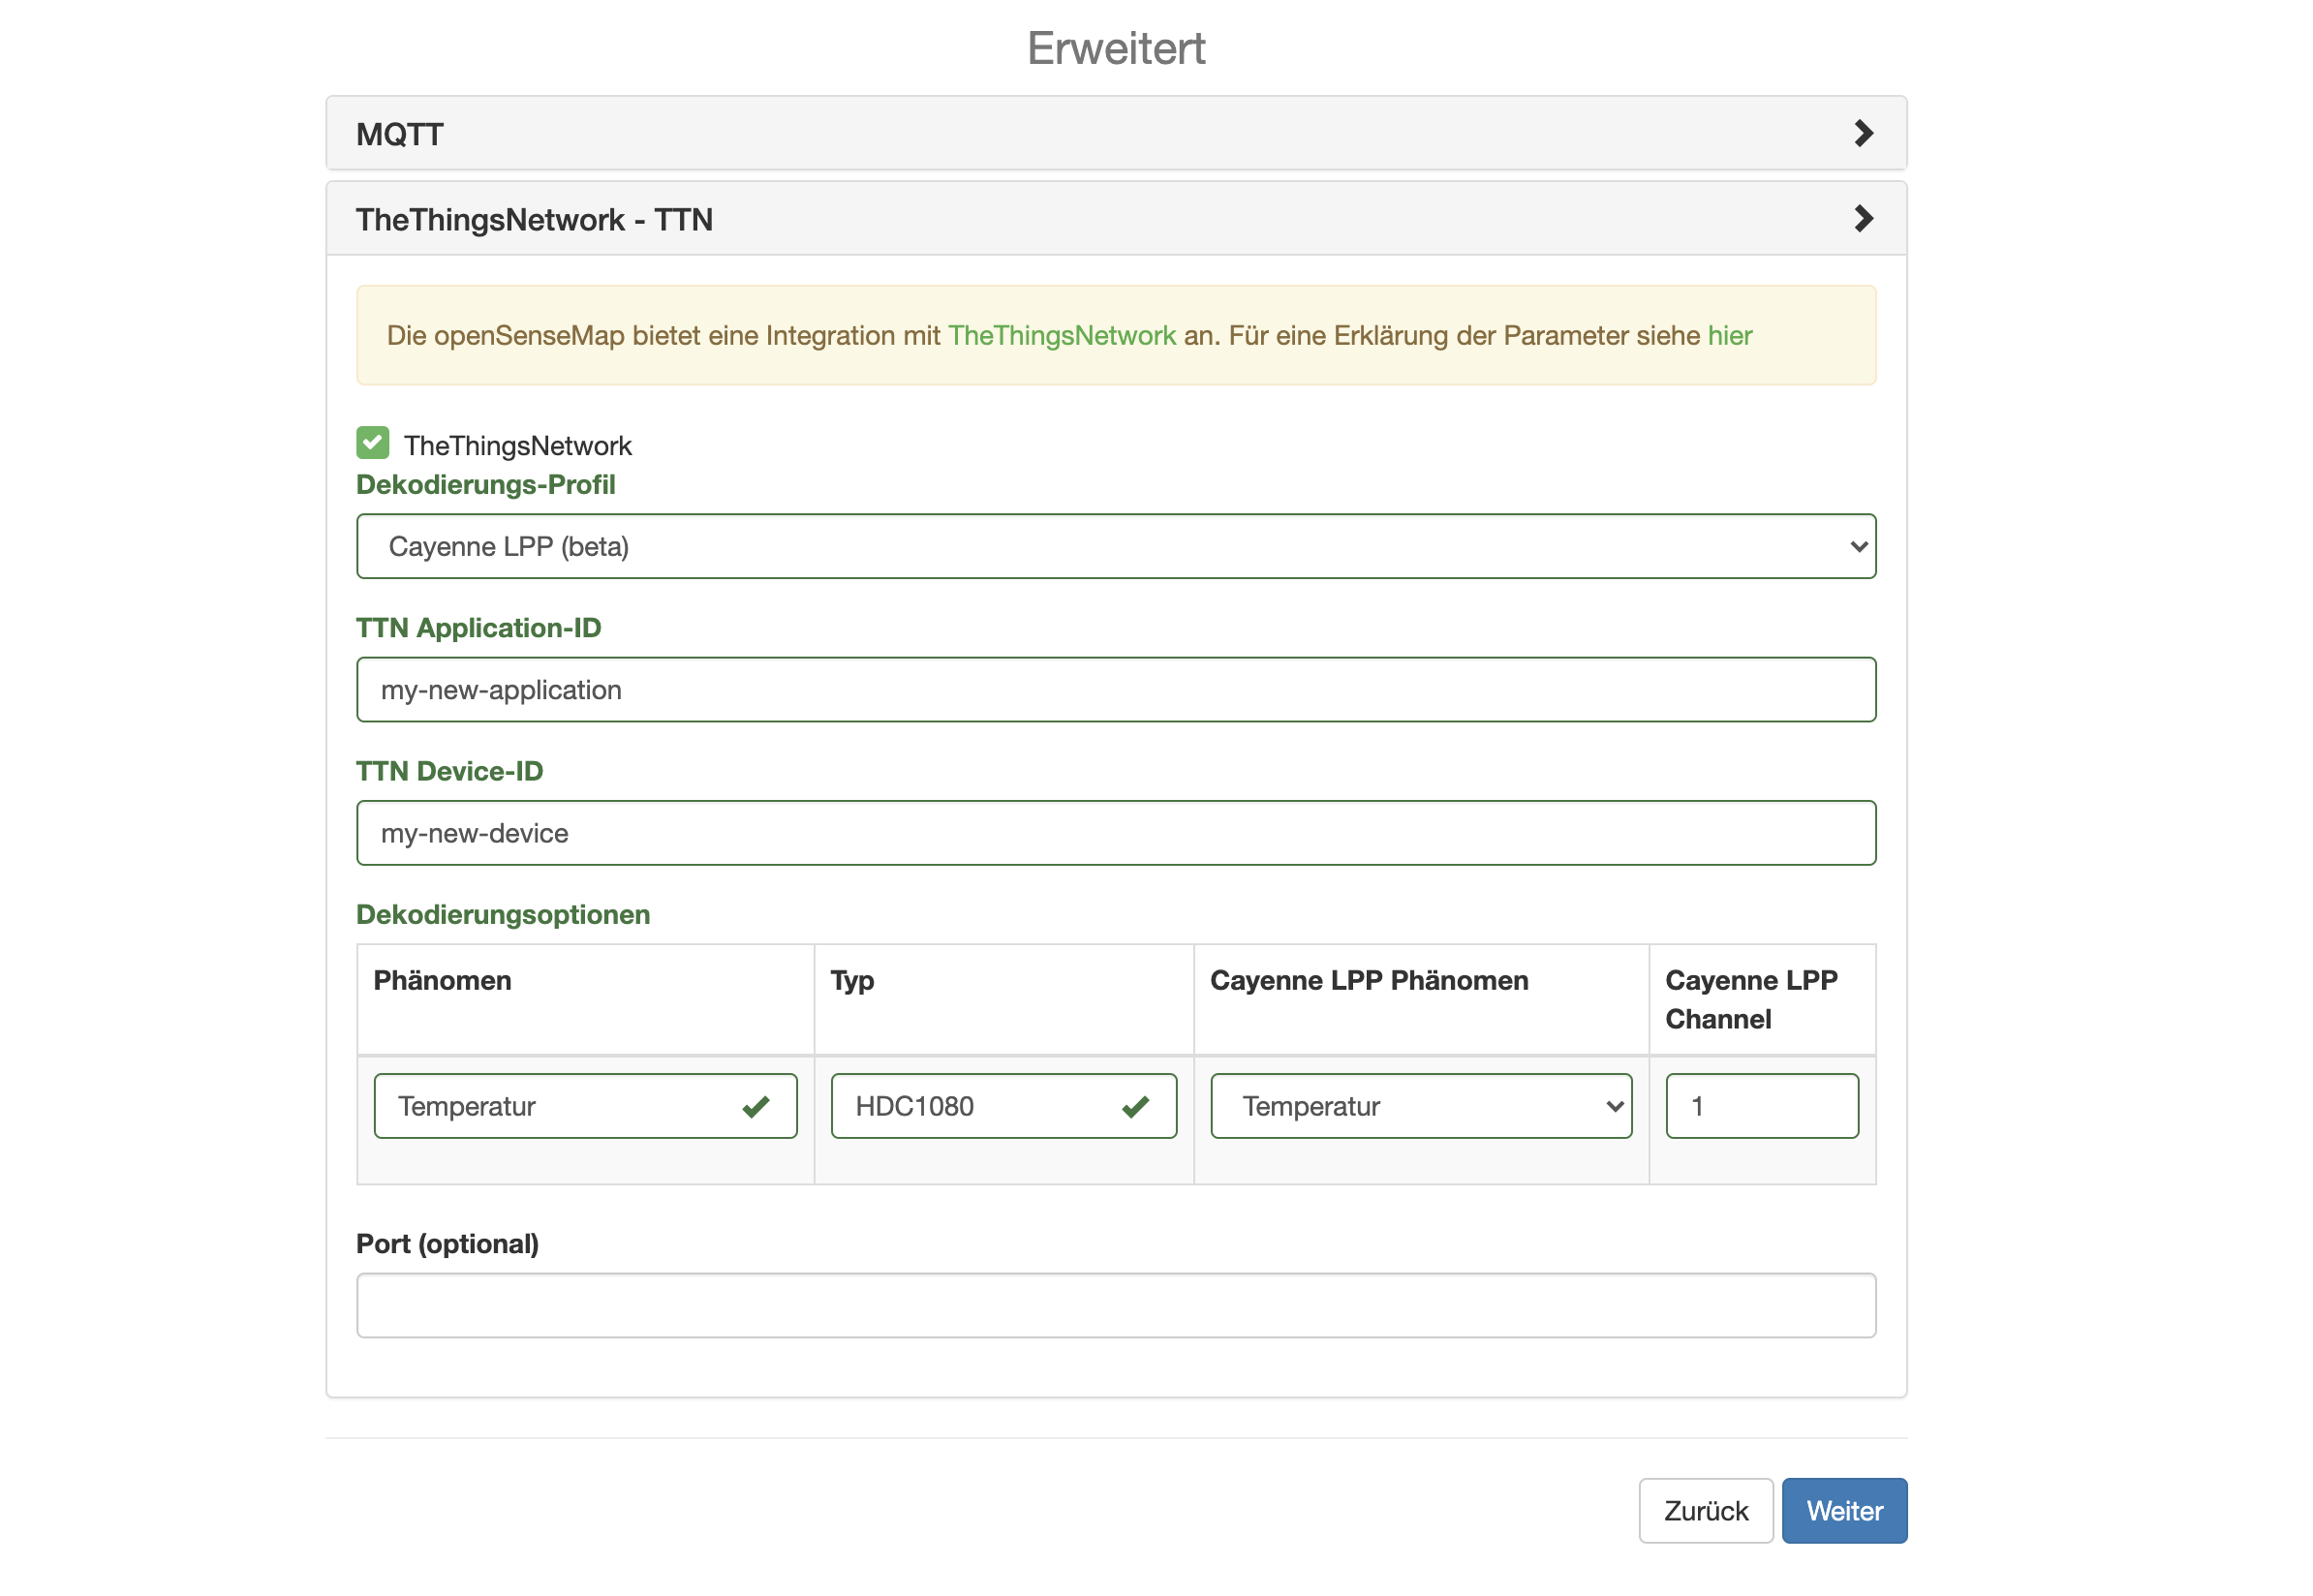 Erweitert
MQTT
TheThingsNetwork - TTN
Die openSenseMap bietet eine Integration mit TheThingsNetwork an. Für eine Erklärung der Parameter siehe hier
TheThingsNetwork
Dekodierungs-Profil
Cayenne LPP (beta)
TTN Application-ID
my-new-application
TTN Device-ID
my-new-device
Dekodierungsoptionen
Phänomen Typ Cayenne LPP Phänomen Cayenne LPP
Channel
Temperatur HDC1080 Temperatur 1
Port (optional)
Zurück Weiter